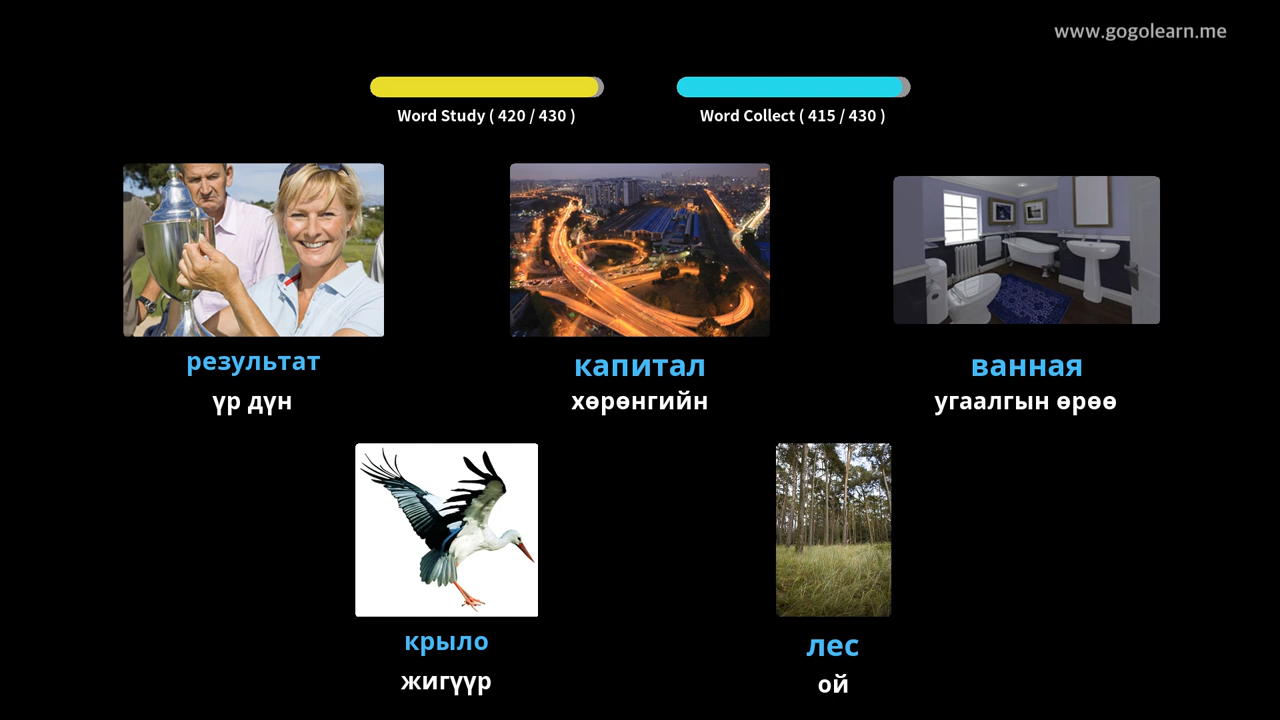 www.gogolearn.me
Word Study ( 420 / 430 )
Word Collect ( 415 / 430 )
результат
үр дүн
капитал
хөрөнгийн
ванная
угаалгын өрөө
крыло
жигүүр
лес
ой